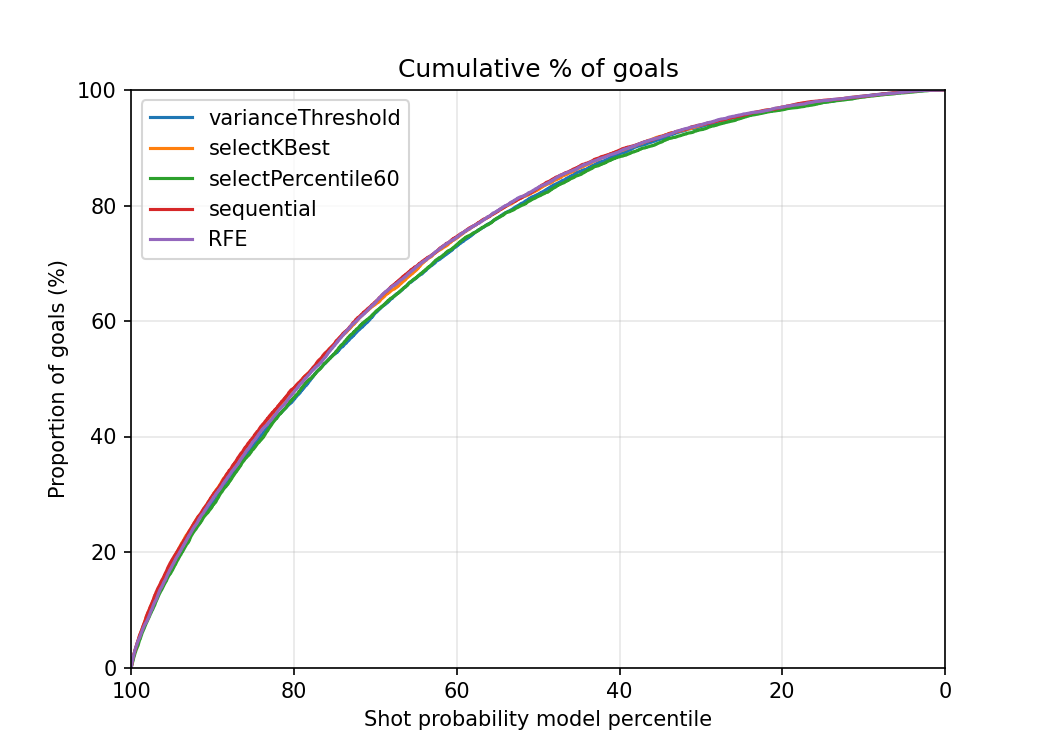 Cumulative % of goals
100
80
60
40
20
0
Proportion of goals (%)
varianceThreshold
selectKBest
selectPercentile60
sequential
RFE
100 80 60 40 20 0
Shot probability model percentile